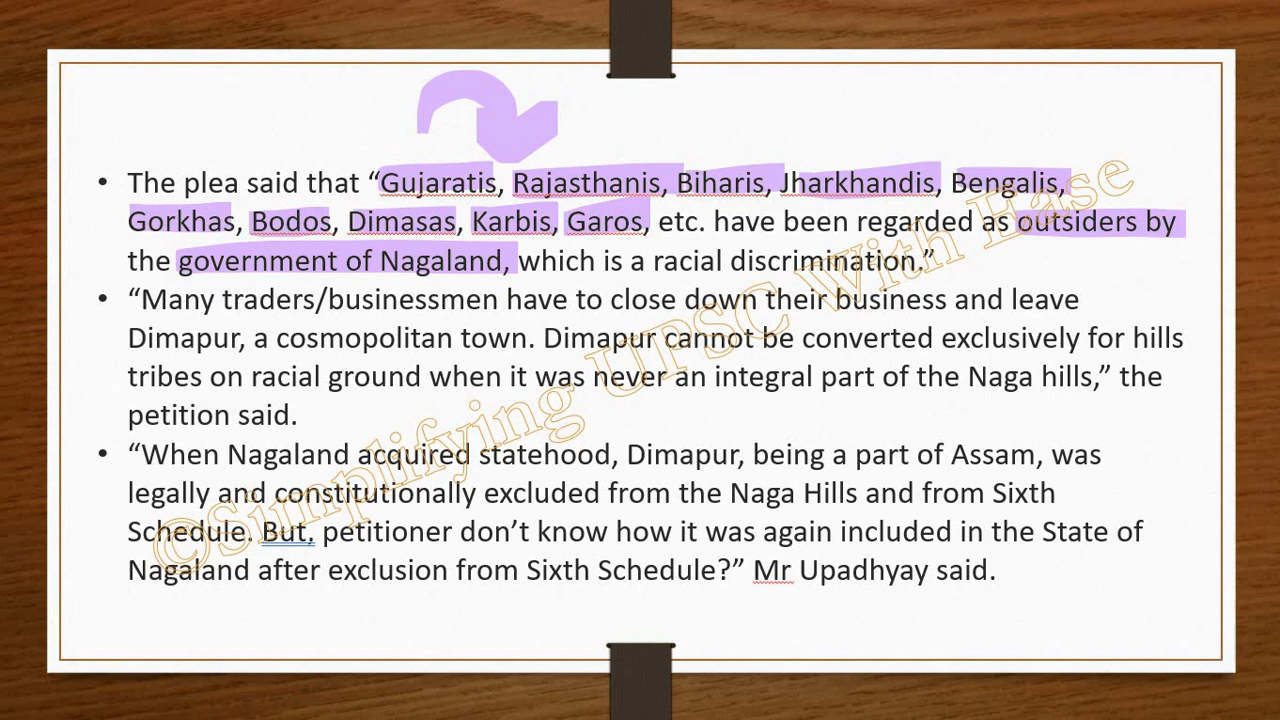 • The plea said that “Gujaratis, Rajasthanis, Biharis, Jharkhandis, Bengalis,
Gorkhas, Bodos, Dimasas, Karbis, Garos, etc. have been regarded as outsiders by
the government of Nagaland, which is a racial discrimination.”
• “Many traders/businessmen have to close down their business and leave
Dimapur, a cosmopolitan town. Dimapur cannot be converted exclusively for hills
tribes on racial ground when it was never an integral part of the Naga hills,” the
petition said.
• “When Nagaland acquired statehood, Dimapur, being a part of Assam, was
legally and constitutionally excluded from the Naga Hills and from Sixth
Schedule. But, petitioner don’t know how it was again included in the State of
Nagaland after exclusion from Sixth Schedule?” Mr Upadhyay said.
©Simplifying UPSC With Ease